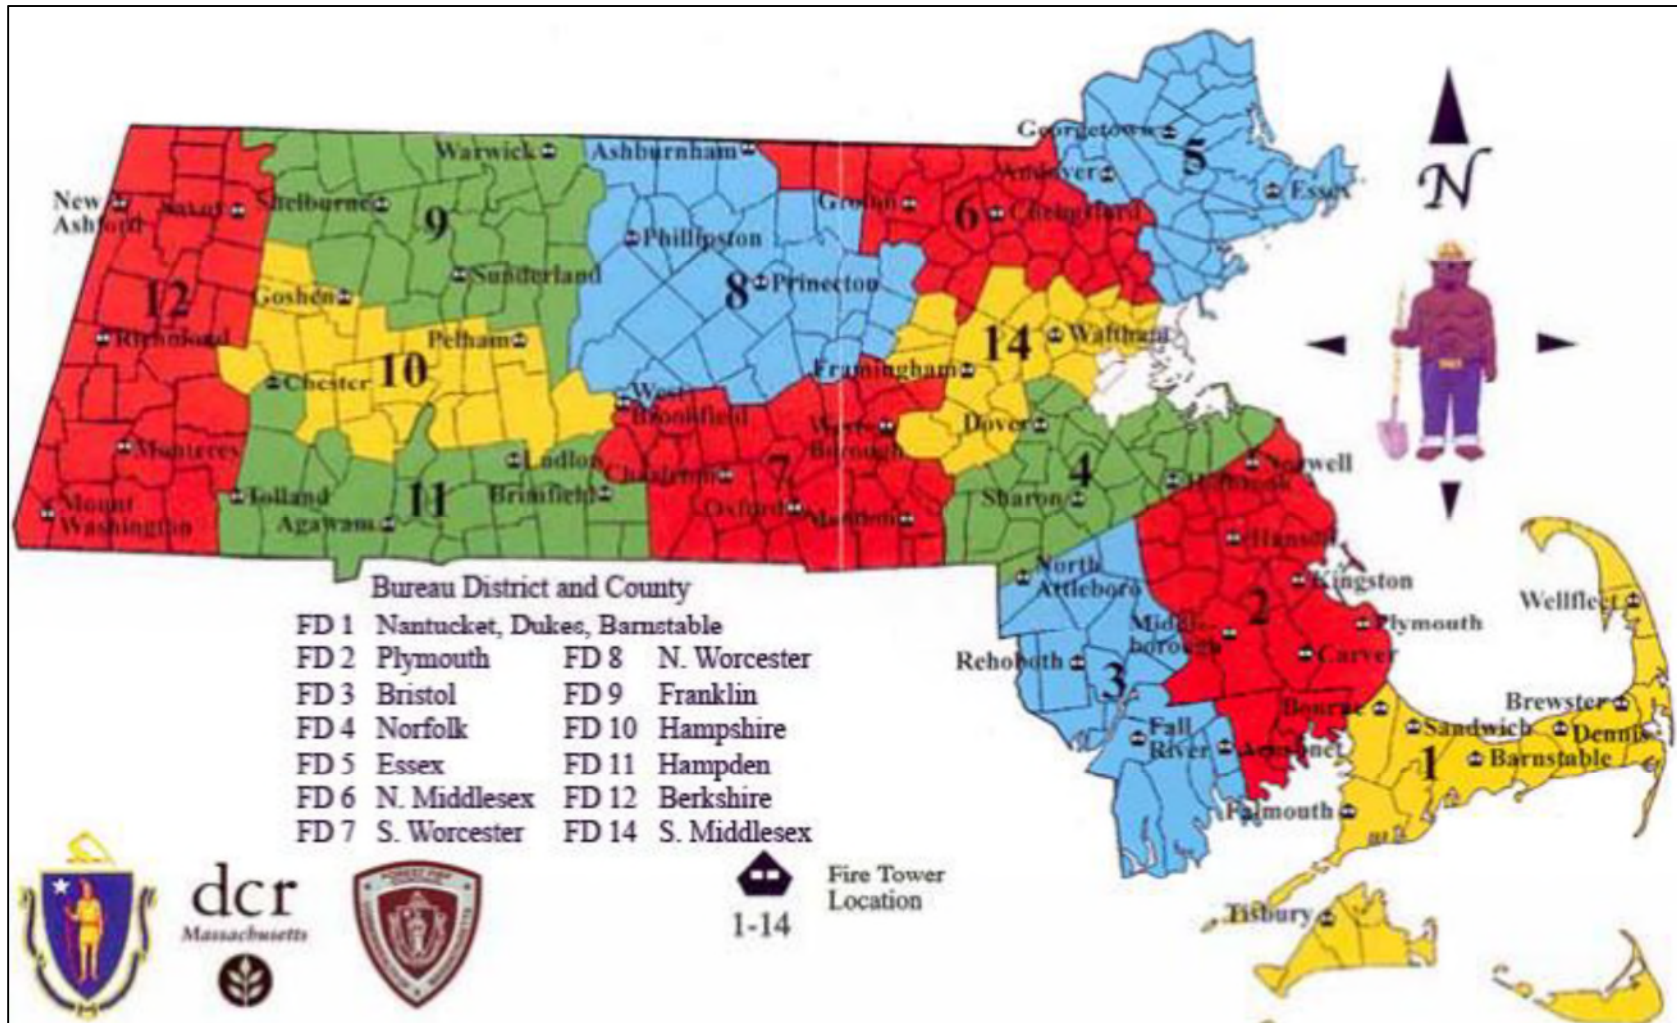 Georgetown
5
Warwick
Ashburnham
Andover
Essex
N
New
Ashford
Savoy
Shelburne
9
Groton
6
Chelmsford
Phillipston
Sunderland
8
Princeton
12
Goshen
Richmond
Pelham
14
Waltham
Chester
10
Framingham
West
Brookfield
Dover
West
Borough
Monterey
Ludlow
Charlton
7
4
Norwell
Mount
Washington
Tolland
11
Brimfield
Agawam
Oxford
Mendon
Sharon
Holbrook
Hanson
North
Attleboro
Kingston
Wellfleet
2
Middle-
borough
Plymouth
Rehoboth
Carver
3
Bourne
Brewster
Sandwich
Dennis
Fall
River
Acushnet
1
Barnstable
Falmouth
Tisbury
Bureau District and County
FD 1 Nantucket, Dukes, Barnstable
FD 2 Plymouth FD 8 N. Worcester
FD 3 Bristol FD 9 Franklin
FD 4 Norfolk FD 10 Hampshire
FD 5 Essex FD 11 Hampden
FD 6 N. Middlesex FD 12 Berkshire
FD 7 S. Worcester FD 14 S. Middlesex
dcr
Massachusetts
Fire Tower
Location
1-14